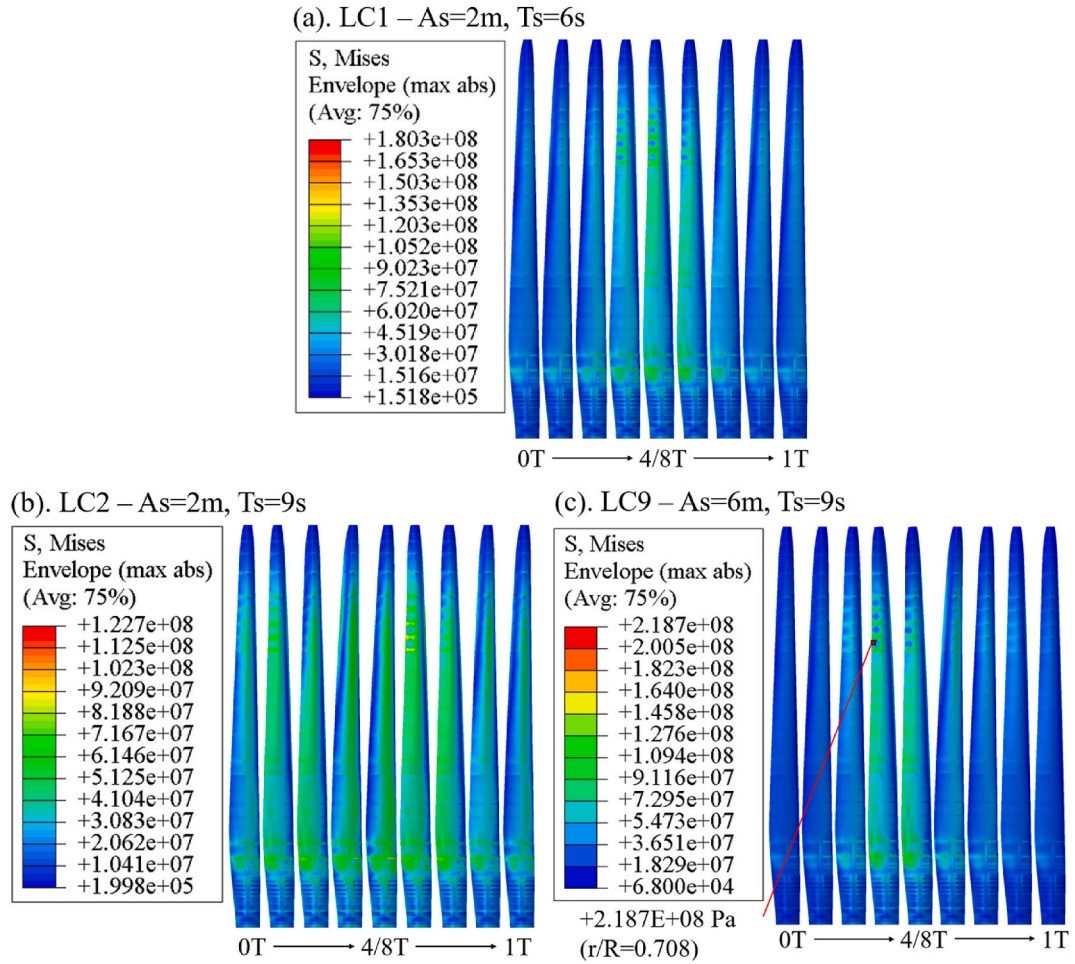 (a). LC1 – As=2m, Ts=6s
S, Mises
Envelope (max abs)
(Avg: 75%)
+1.803e+08
+1.653e+08
+1.503e+08
+1.353e+08
+1.203e+08
+1.052e+08
+9.023e+07
+7.521e+07
+6.020e+07
+4.519e+07
+3.018e+07
+1.516e+07
+1.518e+05
0T 4/8T 1T
(b). LC2 – As=2m, Ts=9s
S, Mises
Envelope (max abs)
(Avg: 75%)
+1.227e+08
+1.125e+08
+1.023e+08
+9.209e+07
+8.188e+07
+7.167e+07
+6.146e+07
+5.125e+07
+4.104e+07
+3.083e+07
+2.062e+07
+1.041e+07
+1.998e+05
0T 4/8T 1T
(c). LC9 – As=6m, Ts=9s
S, Mises
Envelope (max abs)
(Avg: 75%)
+2.187e+08
+2.005e+08
+1.823e+08
+1.640e+08
+1.458e+08
+1.276e+08
+1.094e+08
+9.116e+07
+7.295e+07
+5.473e+07
+3.651e+07
+1.829e+07
+6.800e+04
+2.187E+08 Pa
(r/R=0.708)
0T 4/8T 1T